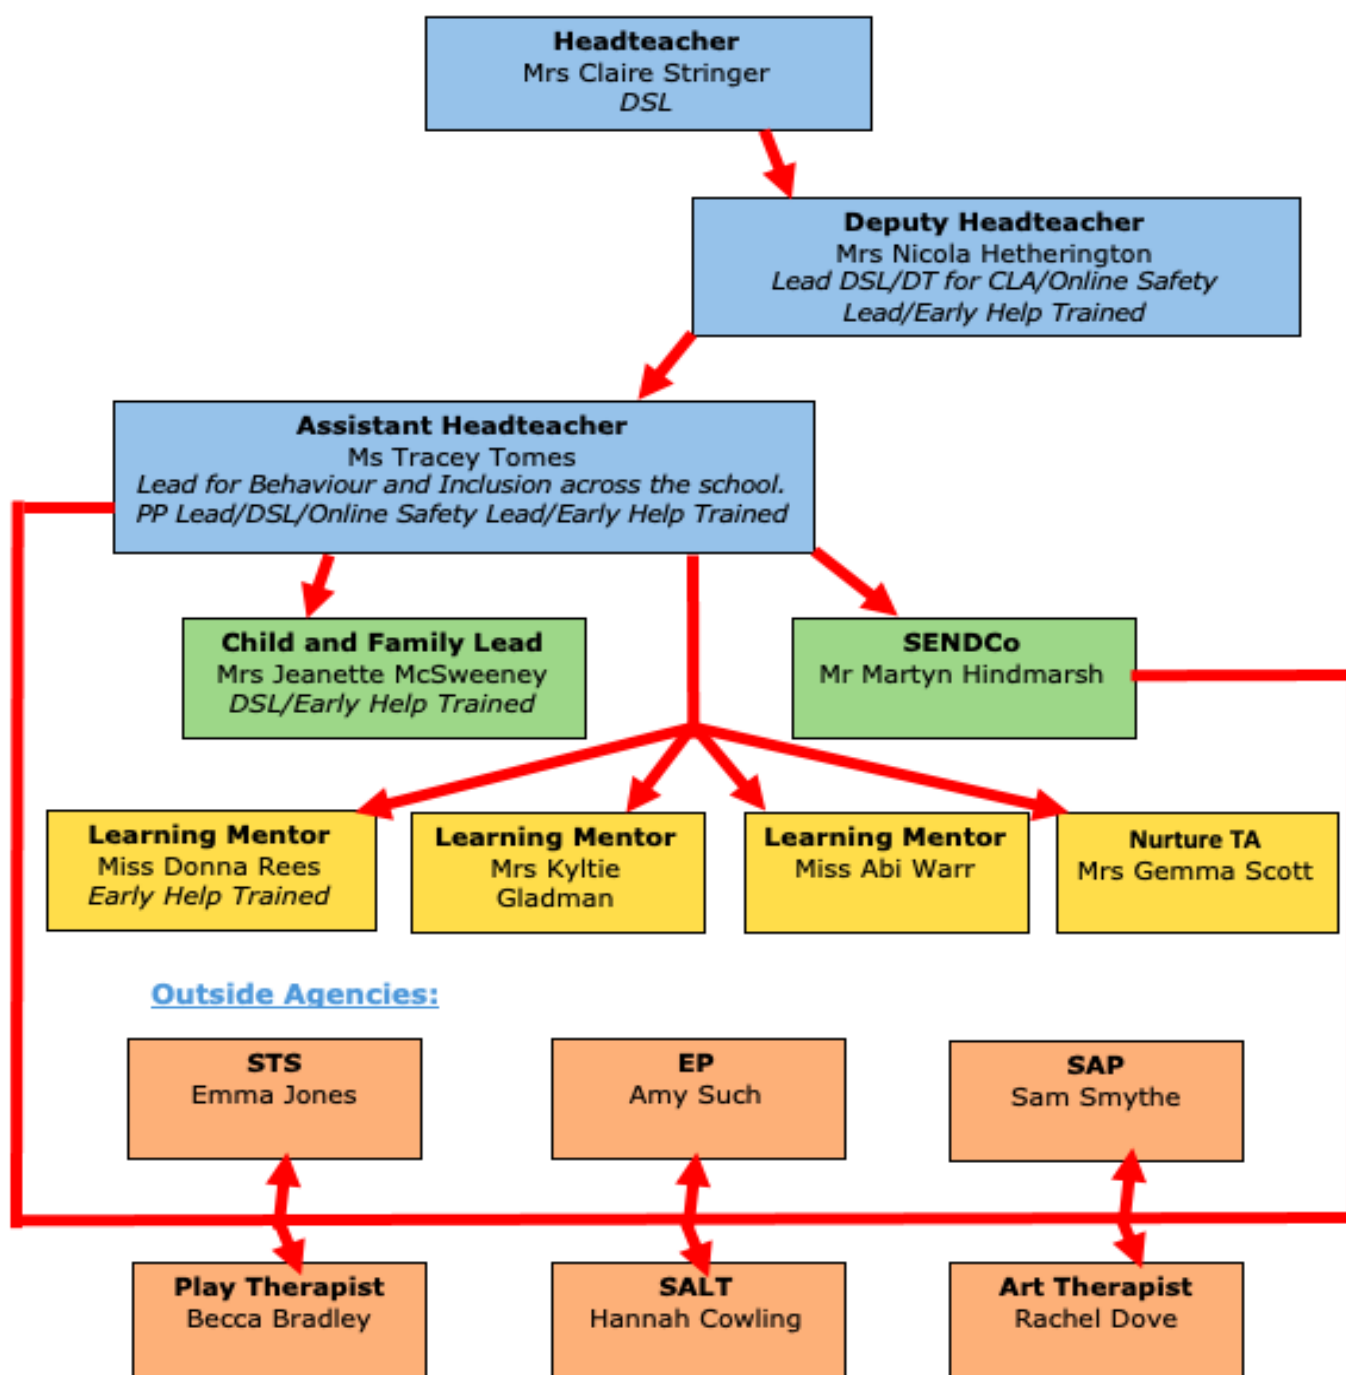 Headteacher
Mrs Claire Stringer
DSL
Deputy Headteacher
Mrs Nicola Hetherington
Lead DSL/DT for CLA/Online Safety
Lead/Early Help Trained
Assistant Headteacher
Ms Tracey Tomes
Lead for Behaviour and Inclusion across the school.
PP Lead/DSL/Online Safety Lead/Early Help Trained
Child and Family Lead
Mrs Jeanette McSweeney
DSL/Early Help Trained
SENDCo
Mr Martyn Hindmarsh
Learning Mentor
Miss Donna Rees
Early Help Trained
Learning Mentor
Mrs Kyltie
Gladman
Learning Mentor
Miss Abi Warr
Nurture TA
Mrs Gemma Scott
Outside Agencies:
STS
Emma Jones
EP
Amy Such
SAP
Sam Smythe
Play Therapist
Becca Bradley
SALT
Hannah Cowling
Art Therapist
Rachel Dove